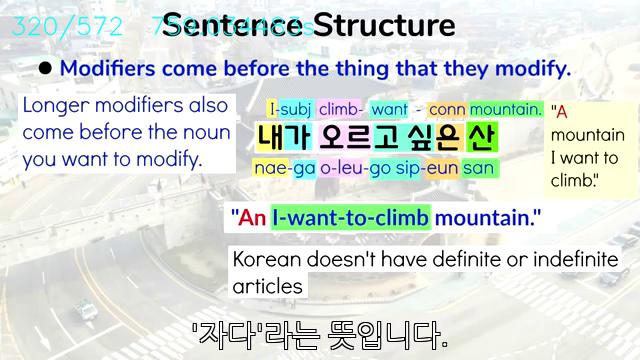 320/572
Sentence Structure
● Modifiers come before the thing that they modify.
Longer modifiers also
come before the noun
you want to modify.
I-subj climb- want - conn mountain.
내가 오르고 싶은 산
nae-ga o-leu-go sip-eun san
"A
mountain
I want to
climb."
"An I-want-to-climb mountain."
Korean doesn't have definite or indefinite
articles
'자다'라는 뜻입니다.